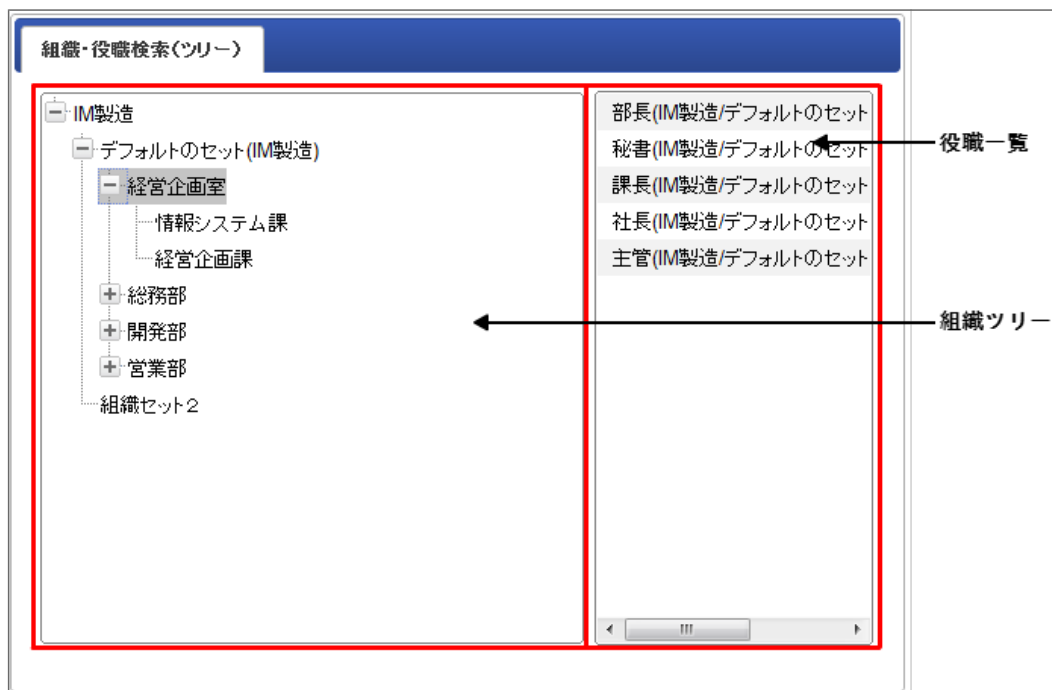 組織・役職検索(ツリー)
IM製造
デフォルトのセット(IM製造)
経営企画室
情報システム課
経営企画課
総務部
開発部
営業部
組織セット２
部長(IM製造/デフォルトのセット
秘書(IM製造/デフォルトのセット
課長(IM製造/デフォルトのセット
社長(IM製造/デフォルトのセット
主管(IM製造/デフォルトのセット
役職一覧
組織ツリー